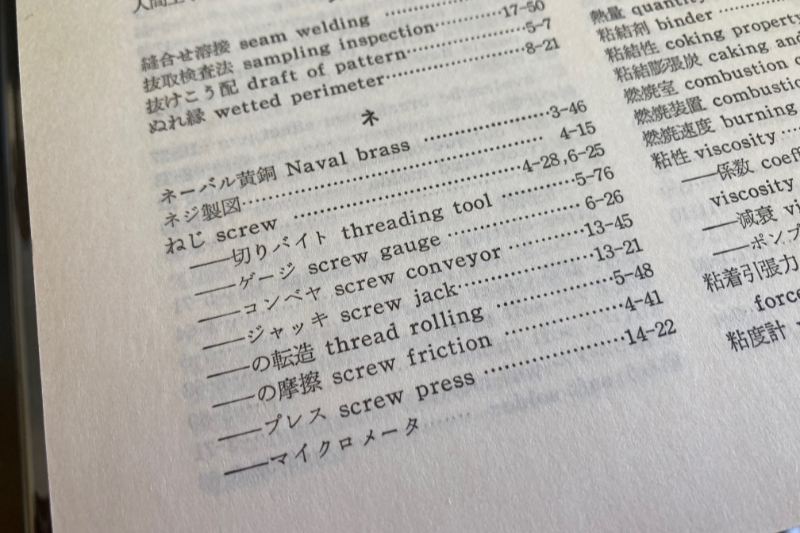 人間工
縫合せ溶接 seam welding
抜取検査法 sampling inspection………17-50
抜けこう配 draft of pattern………5-7
ぬれ縁 wetted perimeter………8-21
ネ
ネーバル黄銅 Naval brass ………3-46
ネジ製図………4-15
ねじ screw ………4-28,6-25
——切りバイト threading tool ………5-76
——ゲージ screw gauge ………6-26
——コンベヤ screw conveyor ………13-45
——ジャッキ screw jack………13-21
——の転造 thread rolling ………5-48
——の摩擦 screw friction ………4-41
——プレス screw press ………14-22
——マイクロメータ
熱量 quantity
粘結剤 binder
粘結性 coking property
粘結膨張炭 caking and
燃焼室 combustion
燃焼装置 combustio
燃焼速度 burning
粘性 viscosity
——係数 coeff
viscosity
——減衰 vi
——ポンプ
粘着引張力
force
粘度計